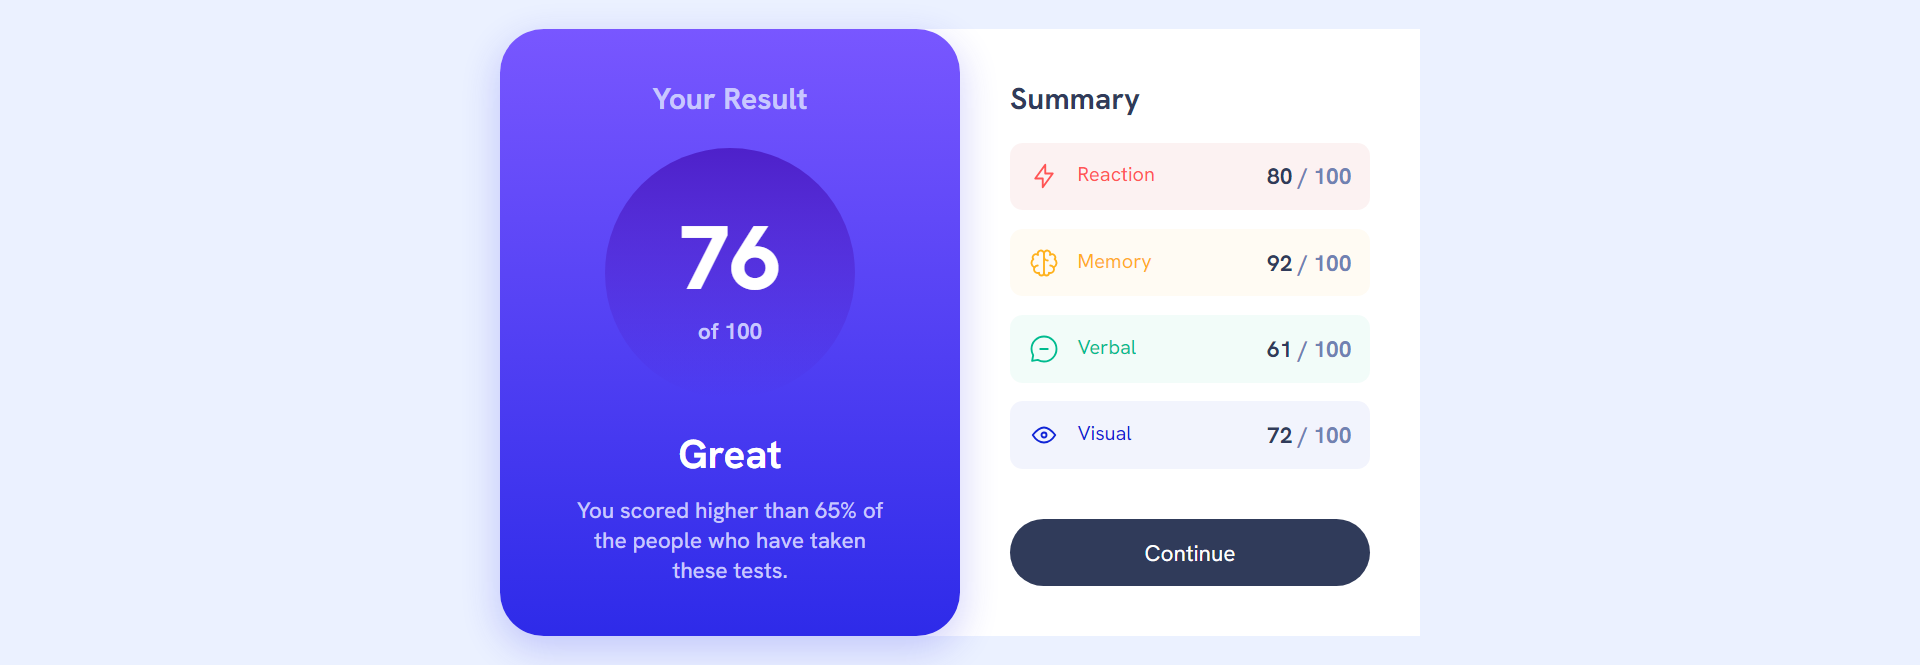 Your Result
76
of 100
Great
You scored higher than 65% of
the people who have taken
these tests.
Summary
Reaction 80 / 100
Memory 92 / 100
Verbal 61 / 100
Visual 72 / 100
Continue